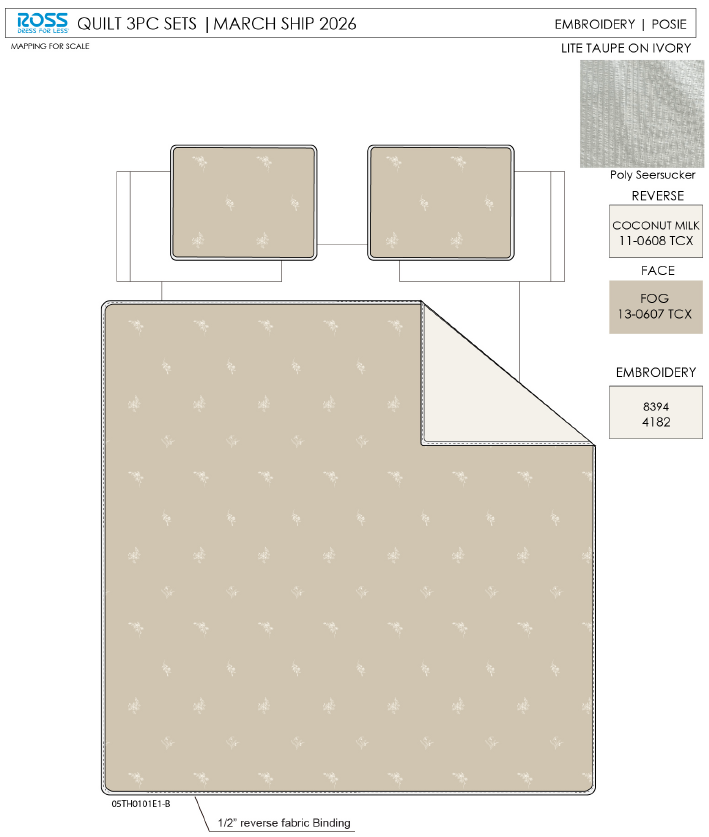 ROSS
DRESS FOR LESS
QUILT 3PC SETS | MARCH SHIP 2026
EMBROIDERY | POSIE
MAPPING FOR SCALE
LITE TAUPE ON IVORY
Poly Seersucker
REVERSE
COCONUT MILK
11-0608 TCX
FACE
FOG
13-0607 TCX
EMBROIDERY
8394
4182
05TH0101E1-B
1/2" reverse fabric Binding